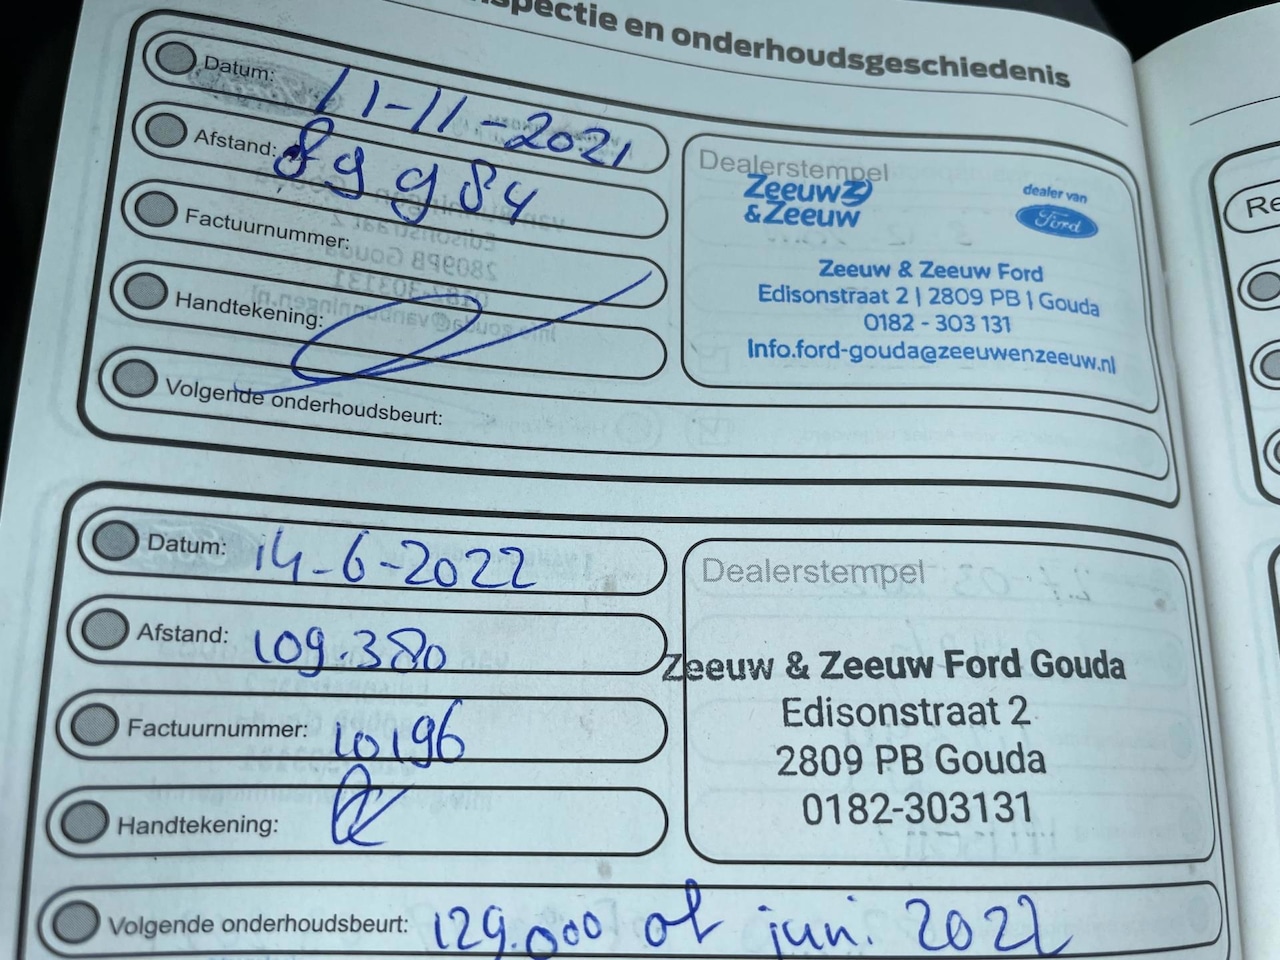 spectie en onderhoudsgeschiedenis
Datum: 11-11-2021
Afstand: 89984
Factuurnummer:
Handtekening:
Volgende onderhoudsbeurt:
Dealerstempel
Zeeuw
&Zeeuw
dealer van
Ford
Zeeuw & Zeeuw Ford
Edisonstraat 2 | 2809 PB | Gouda
0182 - 303 131
Info.ford-gouda@zeeuwenzeeuw.nl
Datum: 14-6-2022
Afstand: 109.380
Factuurnummer: 10196
Handtekening:
Dealerstempel
Zeeuw & Zeeuw Ford Gouda
Edisonstraat 2
2809 PB Gouda
0182-303131
Volgende onderhoudsbeurt: 129.000 of juni 2022
Re